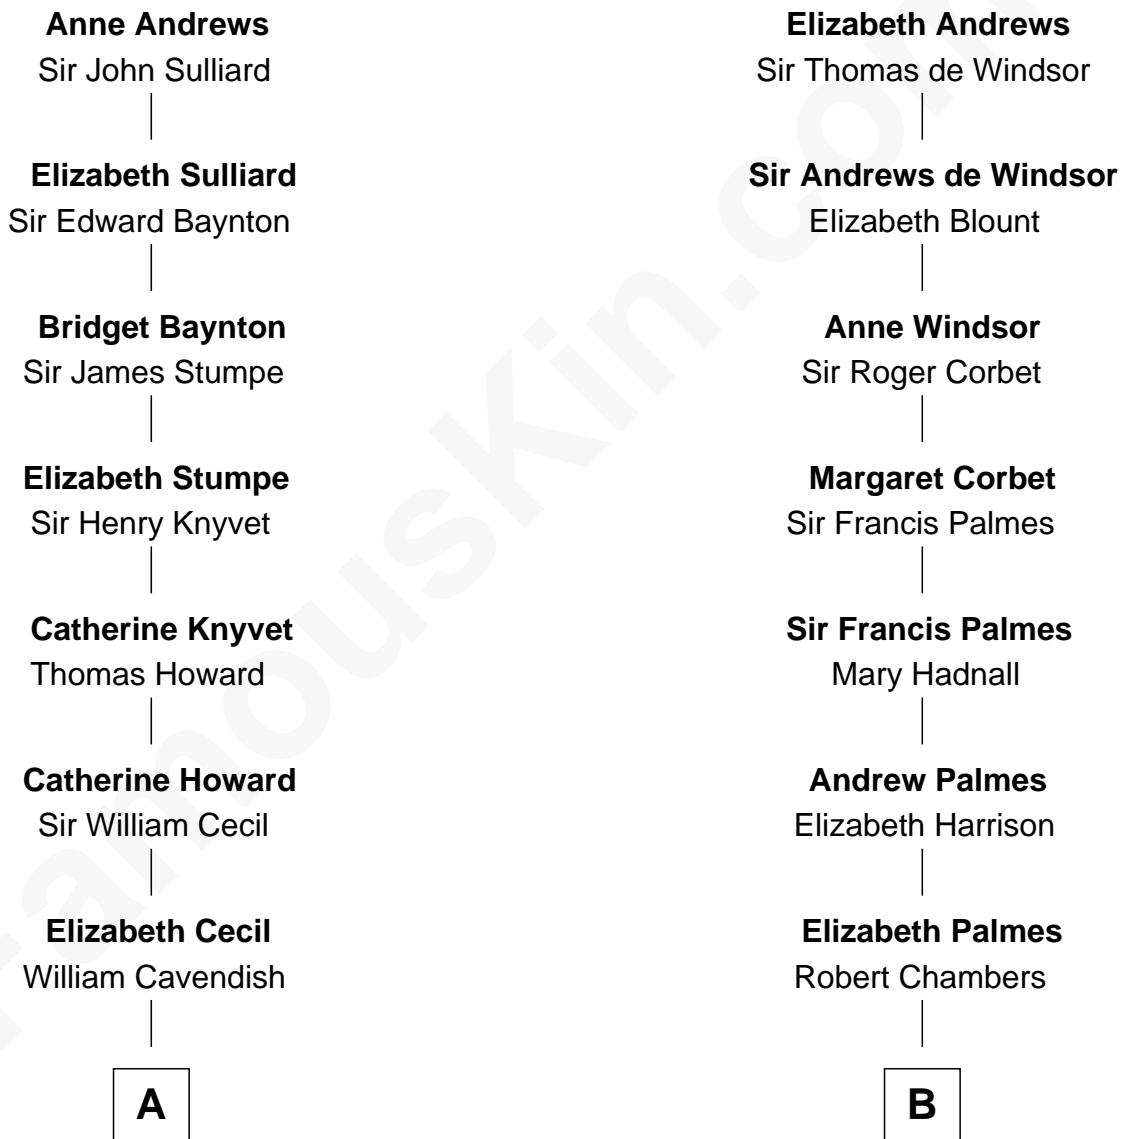 Anne Andrews
Sir John Sulliard
Elizabeth Sulliard
Sir Edward Baynton
Bridget Baynton
Sir James Stumpe
Elizabeth Stumpe
Sir Henry Knyvet
Catherine Knyvet
Thomas Howard
Catherine Howard
Sir William Cecil
Elizabeth Cecil
William Cavendish
A
Elizabeth Andrews
Sir Thomas de Windsor
Sir Andrews de Windsor
Elizabeth Blount
Anne Windsor
Sir Roger Corbet
Margaret Corbet
Sir Francis Palmes
Sir Francis Palmes
Mary Hadnall
Andrew Palmes
Elizabeth Harrison
Elizabeth Palmes
Robert Chambers
B
FamousKin.com